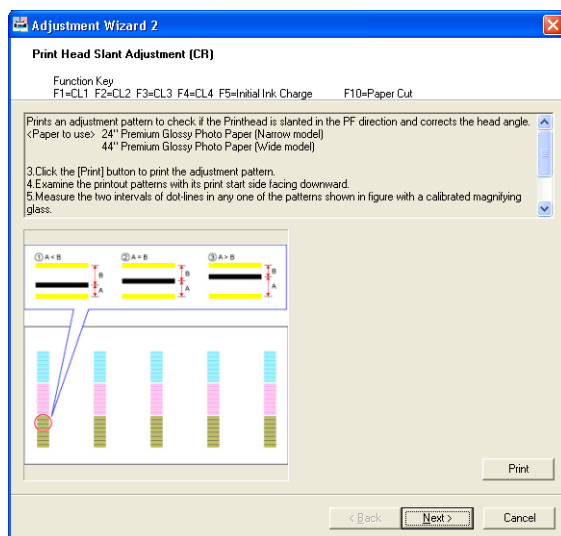 Adjustment Wizard 2
Print Head Slant Adjustment (CR)
Function Key
F1=CL1 F2=CL2 F3=CL3 F4=CL4 F5=Initial Ink Charge F10=Paper Cut
Prints an adjustment pattern to check if the Printhead is slanted in the PF direction and corrects the head angle.
<Paper to use> 24" Premium Glossy Photo Paper (Narrow model)
44" Premium Glossy Photo Paper (Wide model)
3.Click the [Print] button to print the adjustment pattern.
4.Examine the printout patterns with its print start side facing downward.
5.Measure the two intervals of dot-lines in any one of the patterns shown in figure with a calibrated magnifying
glass.
① A < B ② A = B ③ A > B
B B B
A A A
Print
< Back Next > Cancel